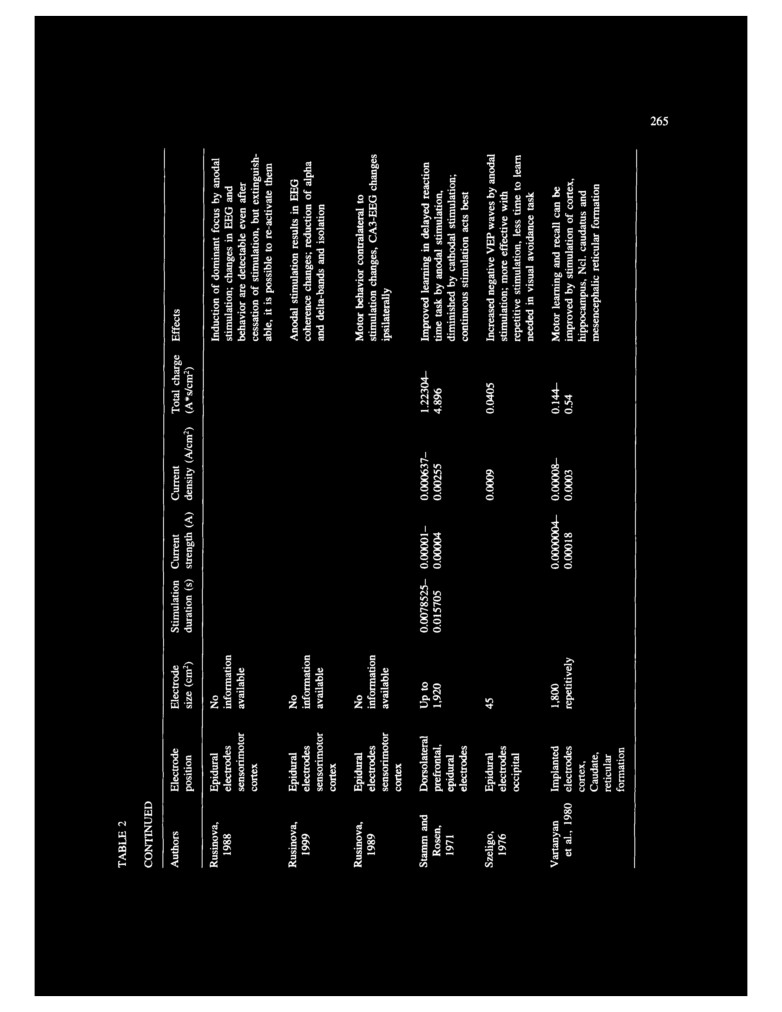 265
TABLE 2
CONTINUED
Authors Electrode Electrode Stimulation Current Current Total charge Effects
position size (cm²) duration (s) strength (A) density (A/cm²) (A*s/cm²)
Rusinova, Epidural No Induction of dominant focus by anodal
1988 electrodes information stimulation; changes in EEG and
sensorimotor available behavior are detectable even after
cortex cessation of stimulation, but extinguish-
able, it is possible to re-activate them
Rusinova, Epidural No Anodal stimulation results in EEG
1999 electrodes information coherence changes; reduction of alpha
sensorimotor available and delta-bands and isolation
cortex
Rusinova, Epidural No Motor behavior contralateral to
1989 electrodes information stimulation changes, CA3-EEG changes
sensorimotor available ipsilaterally
cortex
Stamm and Dorsolateral Up to 0.0078525– 0.00001– 0.000637– 1.22304– Improved learning in delayed reaction
Rosen, prefrontal, 1,920 0.015705 0.00004 0.00255 4.896 time task by anodal stimulation,
1971 epidural diminished by cathodal stimulation;
electrodes continuous stimulation acts best
Szeligo, Epidural 45 0.0009 0.0405 Increased negative VEP waves by anodal
1976 electrodes stimulation; more effective with
occipital repetitive stimulation, less time to learn
needed in visual avoidance task
Vartanyan Implanted 1,800 0.0000004– 0.00008– 0.144– Motor learning and recall can be
et al., 1980 electrodes repetitively 0.00018 0.0003 0.54 improved by stimulation of cortex,
cortex, hippocampus, Ncl. caudatus and
Caudate, mesencephalic reticular formation
reticular
formation